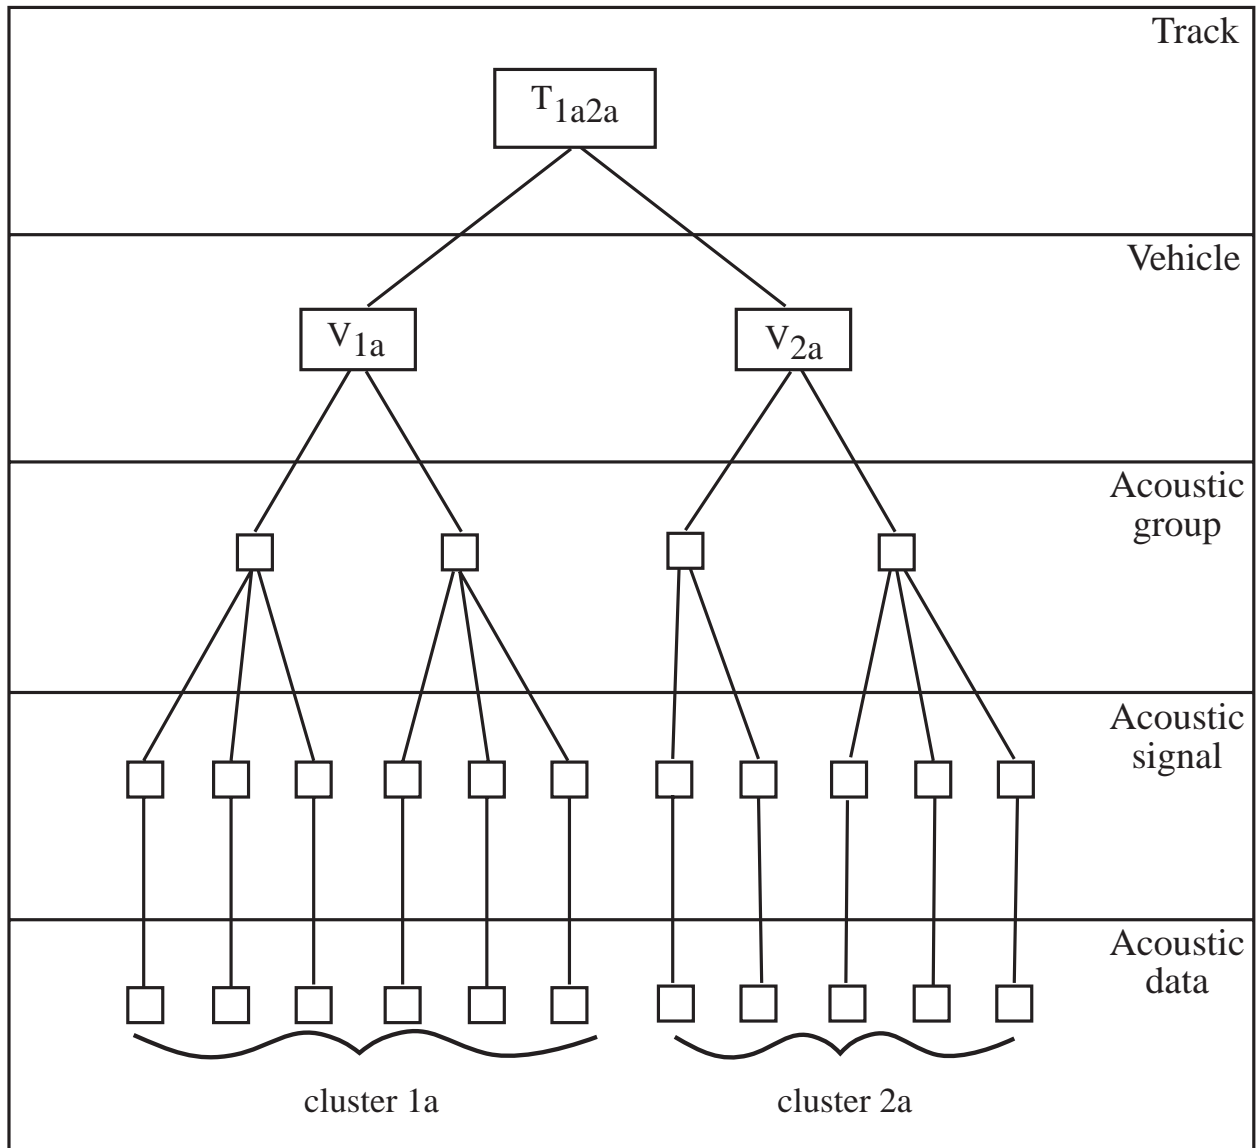 Track
T1a2a
Vehicle
V1a
V2a
Acoustic
group
Acoustic
signal
Acoustic
data
cluster 1a
cluster 2a